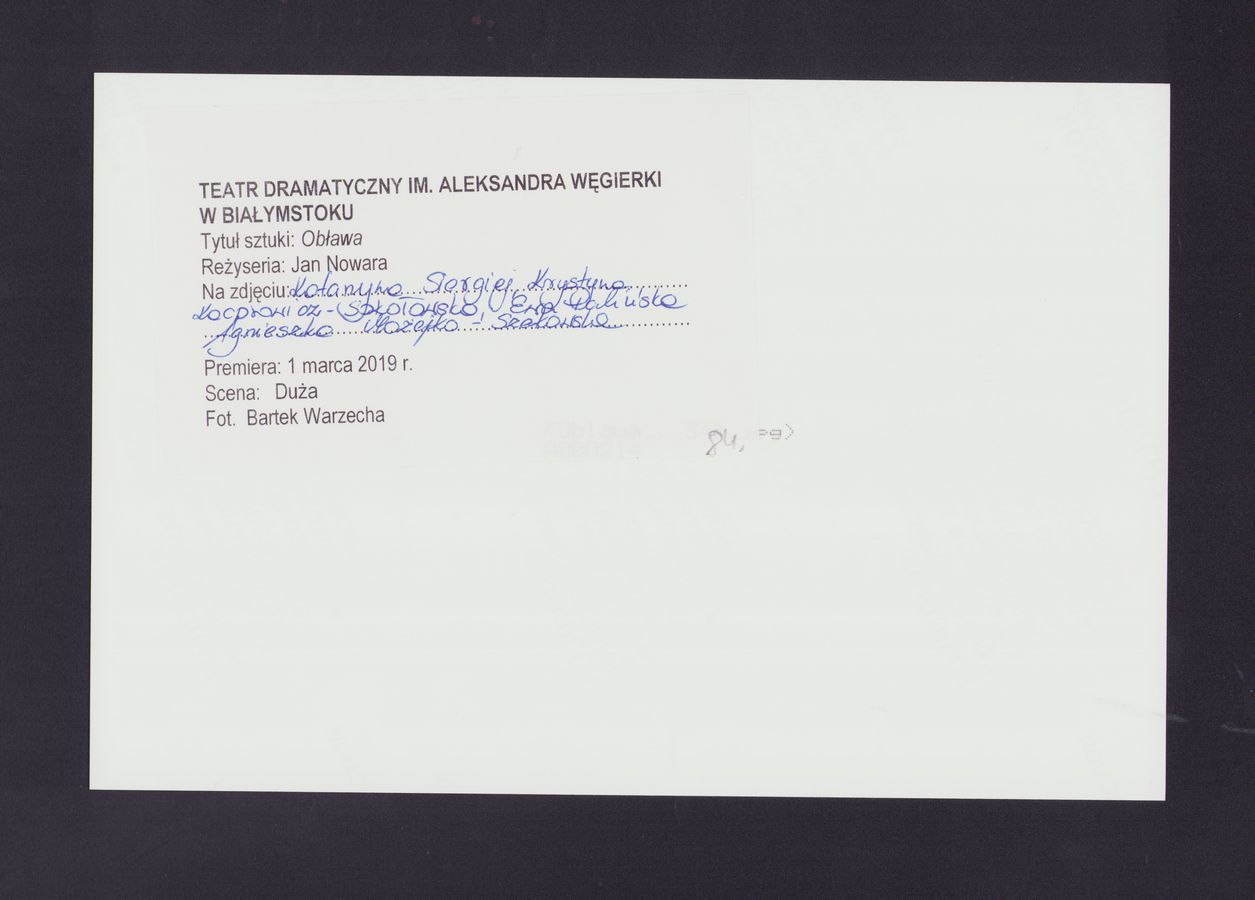 TEATR DRAMATYCZNY IM. ALEKSANDRA WĘGIERKI
W BIAŁYMSTOKU
Tytuł sztuki: Obława
Reżyseria: Jan Nowara
Na zdjęciu: Katarzyna Siergiej Krystyna
Kacprowicz-Sokołowska, Ewa Palińska
Agnieszka Możejko-Szekowska
Premiera: 1 marca 2019 r.
Scena: Duża
Fot. Bartek Warzecha
84,